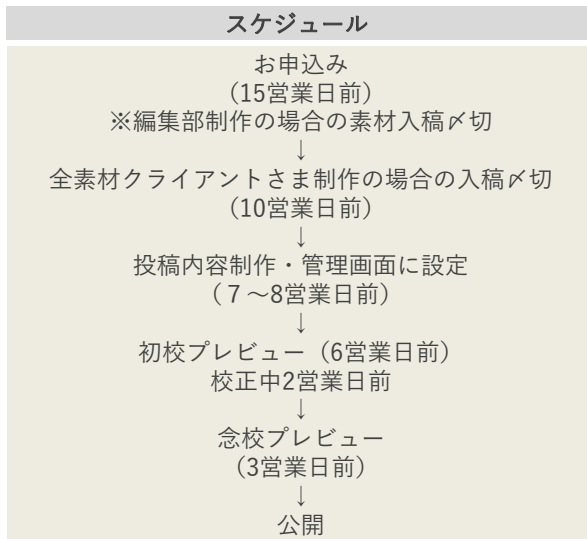 スケジュール
お申込み
(15営業日前)
※編集部制作の場合の素材入稿〆切
↓
全素材クライアントさま制作の場合の入稿〆切
(10営業日前)
↓
投稿内容制作・管理画面に設定
（７～8営業日前）
↓
初校プレビュー（6営業日前）
校正中2営業日前
↓
念校プレビュー
（3営業日前）
↓
公開